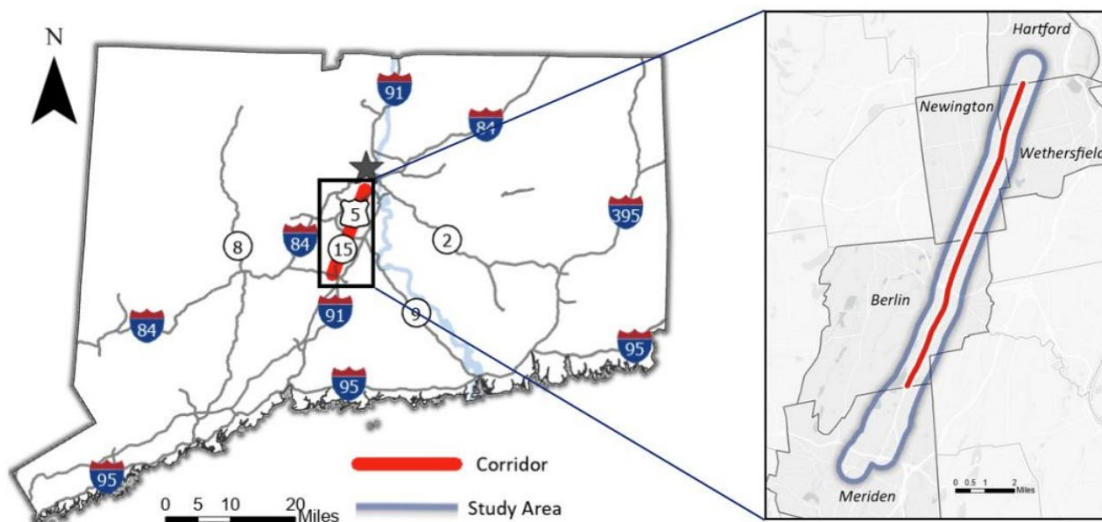 N
91
84
5
395
8
84
15
2
84
91
9
95
95
95
Corridor
Study Area
0 5 10 20
Miles
Hartford
Newington
Wethersfield
Berlin
Meriden
0 0.5 1 2
Miles